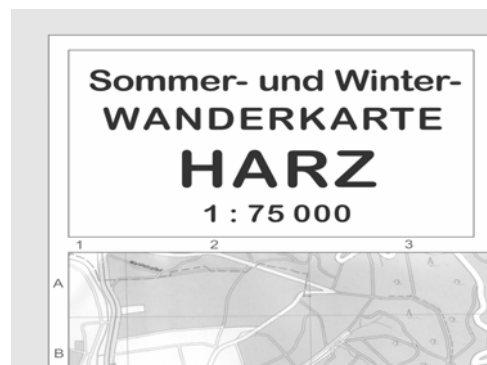 Sommer- und Winter-
WANDERKARTE
HARZ
1 : 75 000
1 2 3
A
B